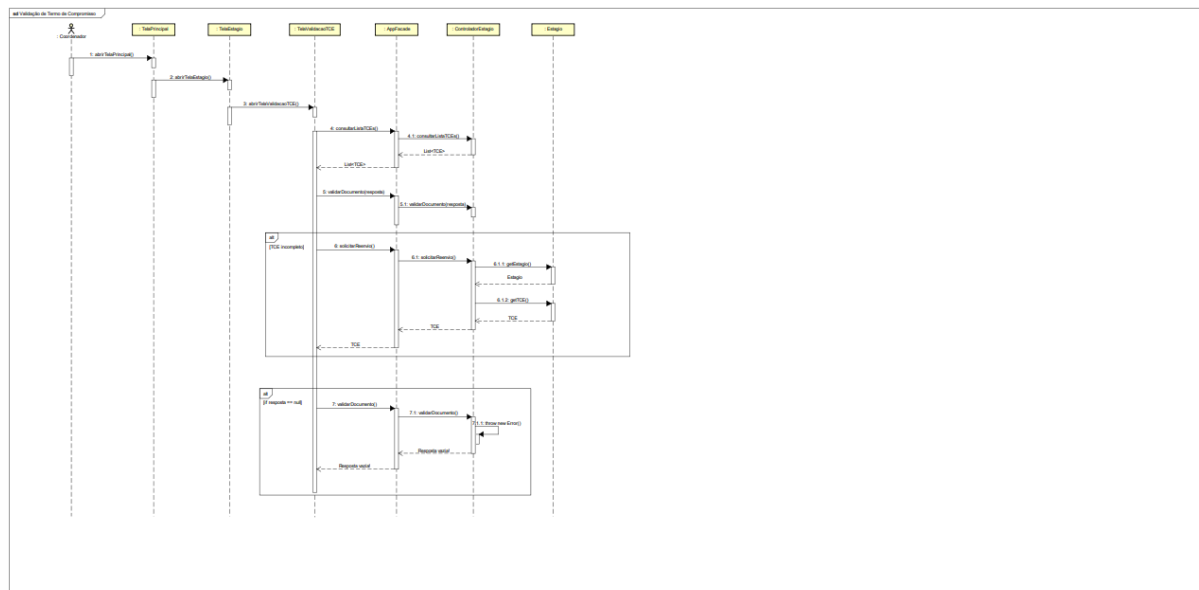 sd Validação de Termo de Compromisso
: Coordenador
: TelaPrincipal
: TelaEstagio
: TelaValidacaoTCE
: AppFacade
: ControladorEstagio
: Estagio
1: abrirTelaPrincipal()
2: abrirTelaEstagio()
3: abrirTelaValidacaoTCE()
4: consultarListaTCEs()
4.1: consultarListaTCEs()
List<TCE>
List<TCE>
5: validarDocumento(resposta)
5.1: validarDocumento(resposta)
alt
[TCE incompleto]
6: solicitarReenvio()
6.1: solicitarReenvio()
6.1.1: getEstagio()
Estagio
6.1.2: getTCE()
TCE
TCE
TCE
alt
[if resposta == null]
7: validarDocumento()
7.1: validarDocumento()
7.1.1: throw new Error()
Resposta vazia!
Resposta vazia!